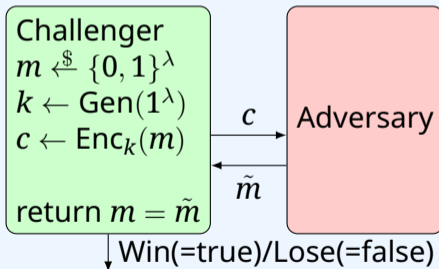 Challenger
m ←$ {0, 1}^λ
k ← Gen(1^λ)
c ← Enc_k(m)
return m = m̃
c
m̃
Adversary
Win(=true)/Lose(=false)